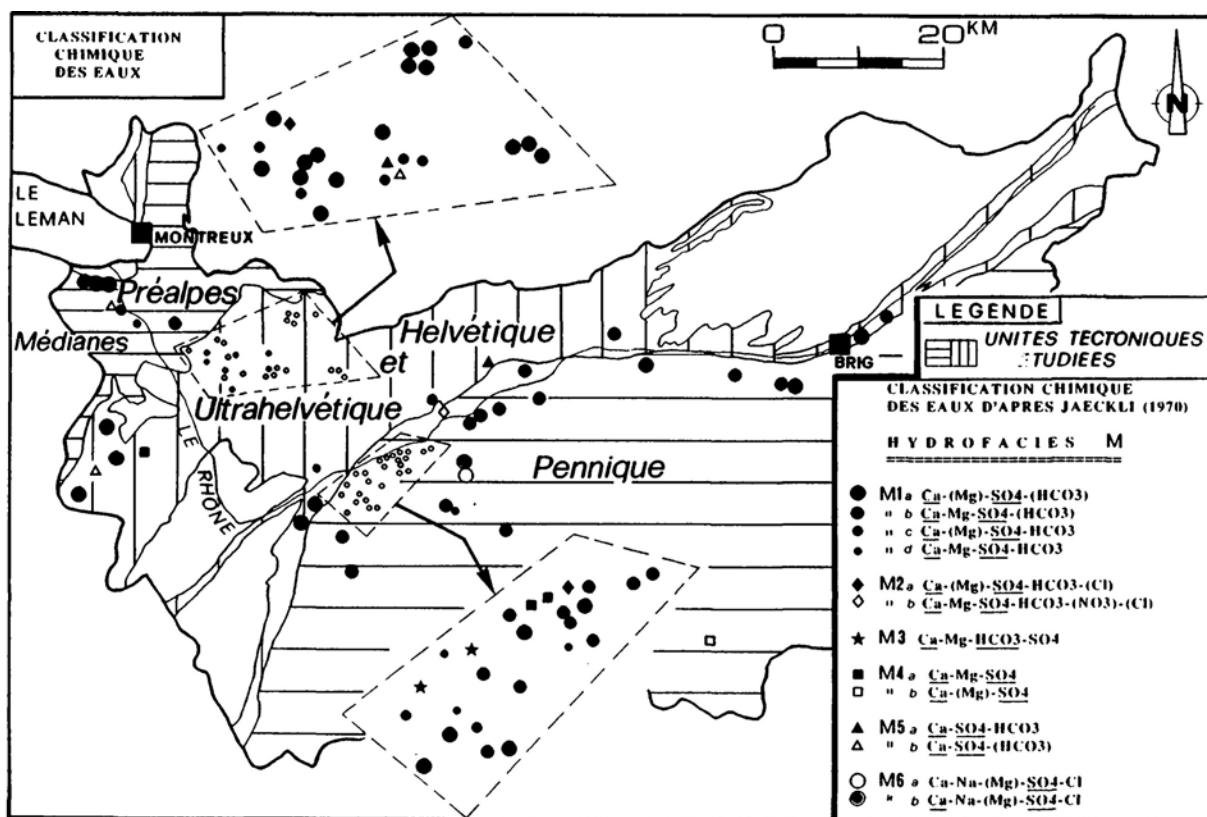 CLASSIFICATION
CHIMIQUE
DES EAUX
0 20 KM
N
LE
LEMAN
MONTREUX
Préalpes
Médianes
Helvétique
et
Ultrahelvétique
LE RHÔNE
Pennique
BRIG
LEGENDE
UNITES TECTONIQUES
ETUDIEES
CLASSIFICATION CHIMIQUE
DES EAUX D'APRES JAECKLI (1970)
HYDROFACIES M
M1 a Ca-(Mg)-SO4-(HCO3)
" b Ca-Mg-SO4-(HCO3)
" c Ca-(Mg)-SO4-HCO3
" d Ca-Mg-SO4-HCO3
M2 a Ca-(Mg)-SO4-HCO3-(Cl)
" b Ca-Mg-SO4-HCO3-(NO3)-(Cl)
M3 Ca-Mg-HCO3-SO4
M4 a Ca-Mg-SO4
" b Ca-(Mg)-SO4
M5 a Ca-SO4-HCO3
" b Ca-SO4-(HCO3)
M6 a Ca-Na-(Mg)-SO4-Cl
" b Ca-Na-(Mg)-SO4-Cl